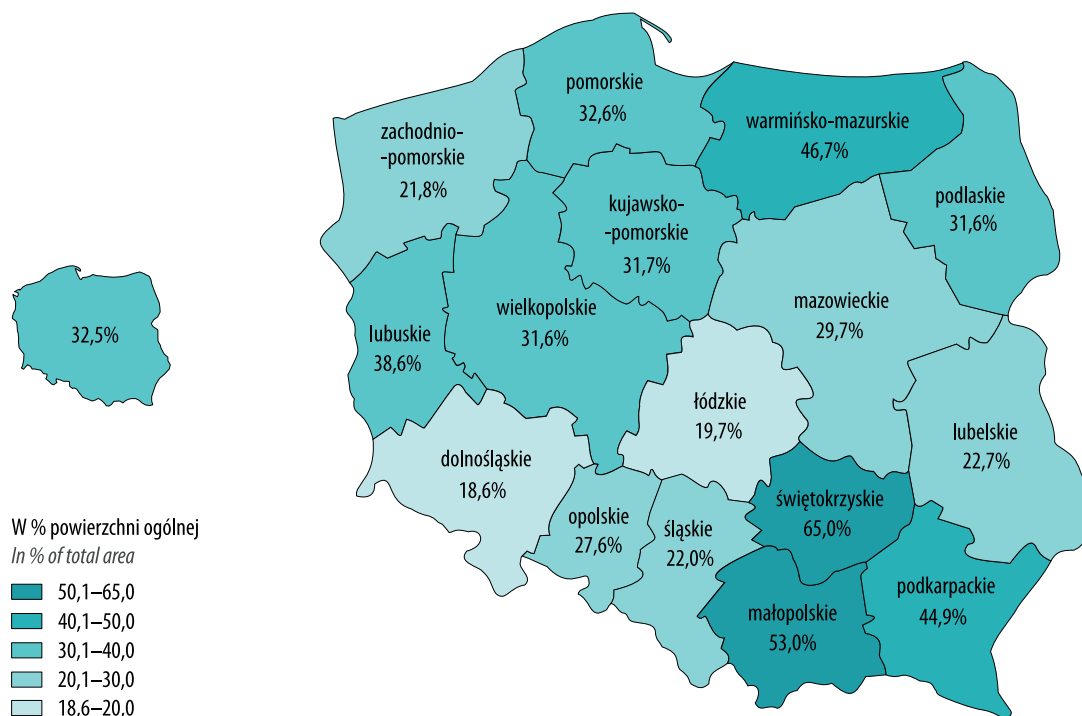 pomorskie
32,6%
warmińsko-mazurskie
46,7%
zachodnio-
-pomorskie
21,8%
podlaskie
31,6%
kujawsko-
-pomorskie
31,7%
mazowieckie
29,7%
wielkopolskie
31,6%
lubuskie
38,6%
32,5%
łódzkie
19,7%
lubelskie
22,7%
dolnośląskie
18,6%
świętokrzyskie
65,0%
opolskie
27,6%
śląskie
22,0%
podkarpackie
44,9%
małopolskie
53,0%
W % powierzchni ogólnej
In % of total area
50,1–65,0
40,1–50,0
30,1–40,0
20,1–30,0
18,6–20,0